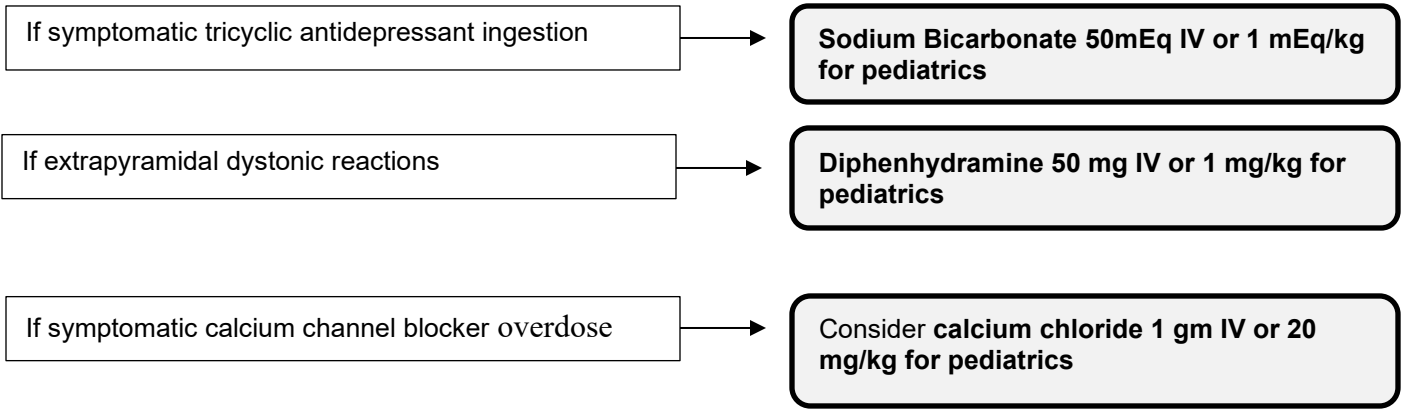 If symptomatic tricyclic antidepressant ingestion
Sodium Bicarbonate 50mEq IV or 1 mEq/kg
for pediatrics
If extrapyramidal dystonic reactions
Diphenhydramine 50 mg IV or 1 mg/kg for
pediatrics
If symptomatic calcium channel blocker overdose
Consider calcium chloride 1 gm IV or 20
mg/kg for pediatrics